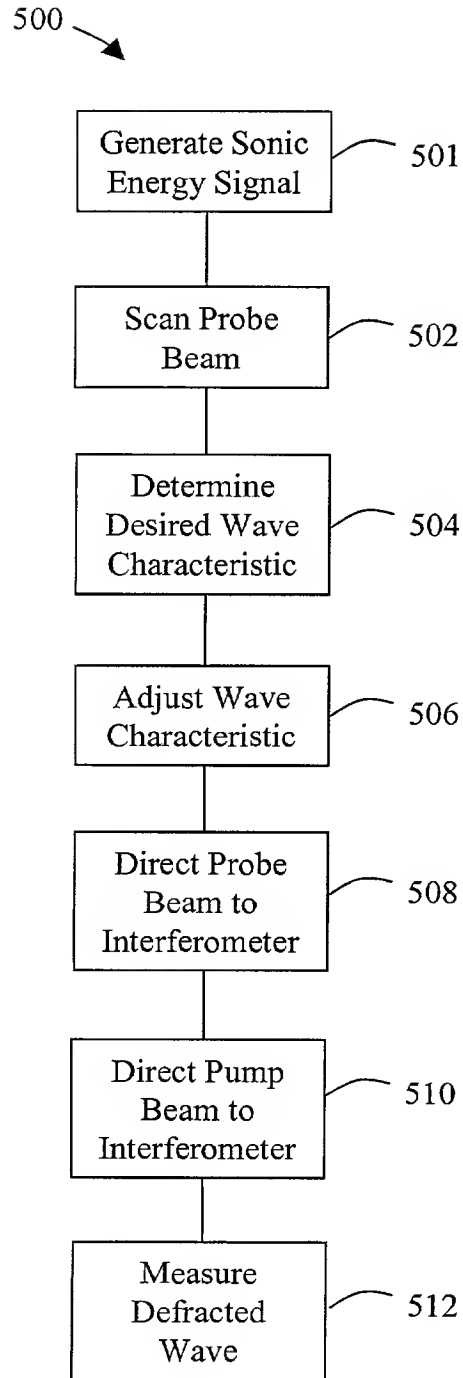 500
Generate Sonic
Energy Signal
501
Scan Probe
Beam
502
Determine
Desired Wave
Characteristic
504
Adjust Wave
Characteristic
506
Direct Probe
Beam to
Interferometer
508
Direct Pump
Beam to
Interferometer
510
Measure
Defracted
Wave
512